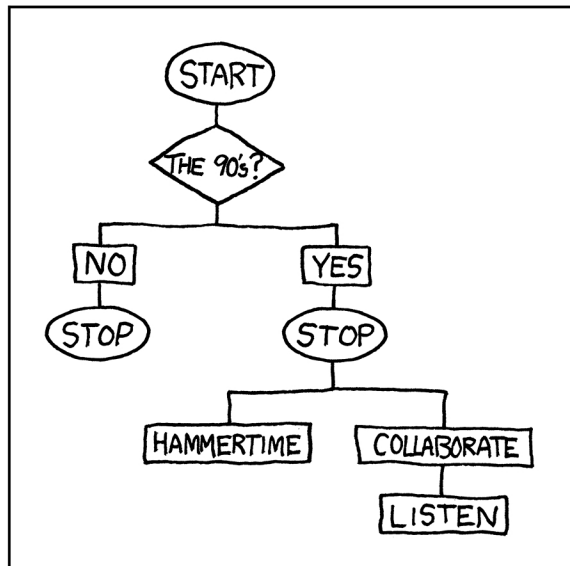 START
THE 90's?
NO
YES
STOP
STOP
HAMMERTIME
COLLABORATE
LISTEN